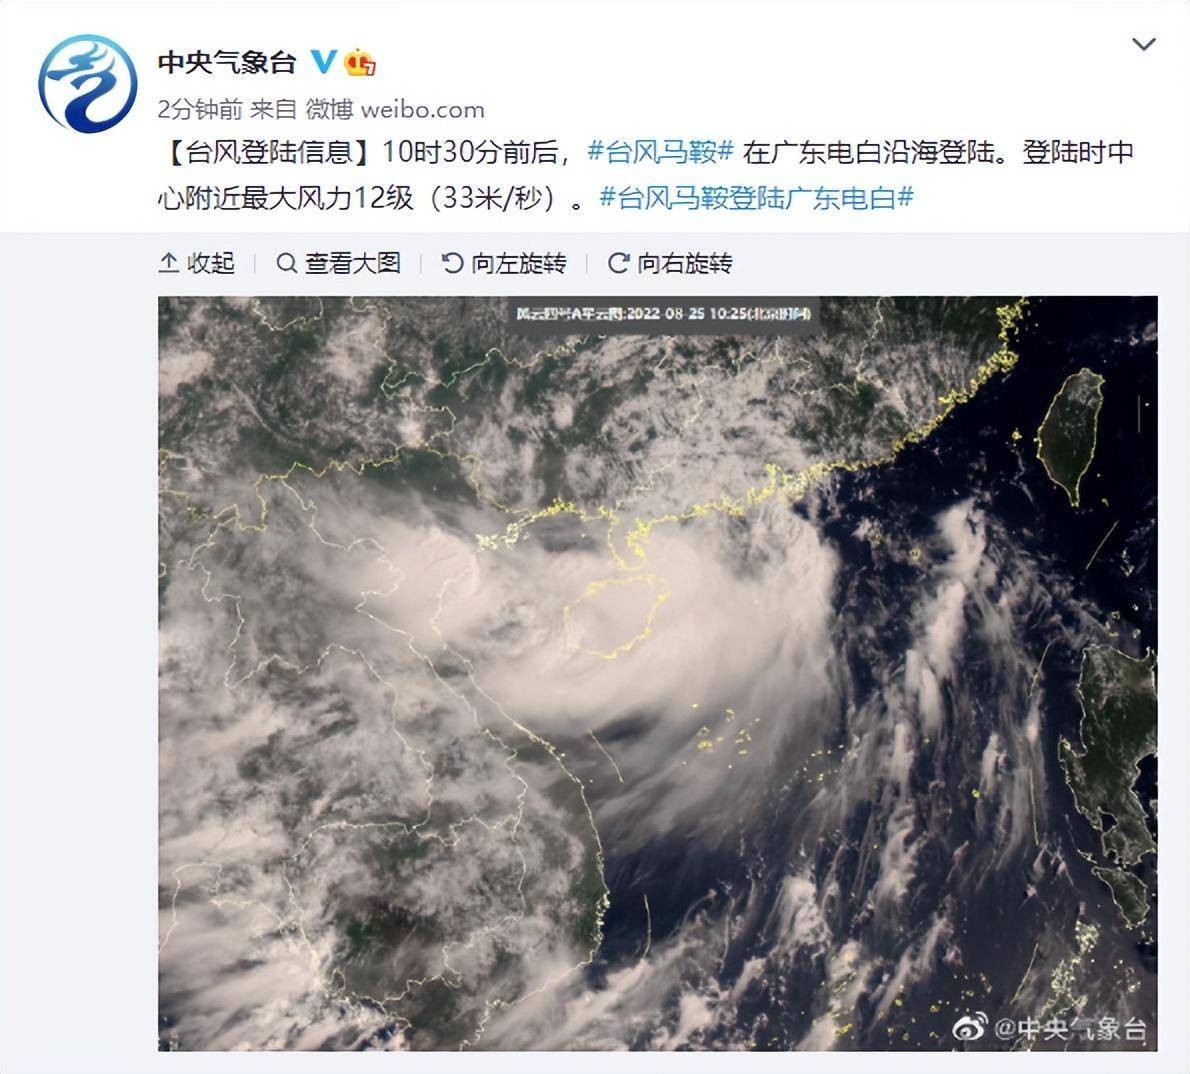 中央气象台
2分钟前 来自 微博 weibo.com
【台风登陆信息】10时30分前后，#台风马鞍# 在广东电白沿海登陆。登陆时中
心附近最大风力12级（33米/秒）。#台风马鞍登陆广东电白#
收起 查看大图 向左旋转 向右旋转
风云四号A星云图:2022-08-25 10:25(北京时间)
@中央气象台